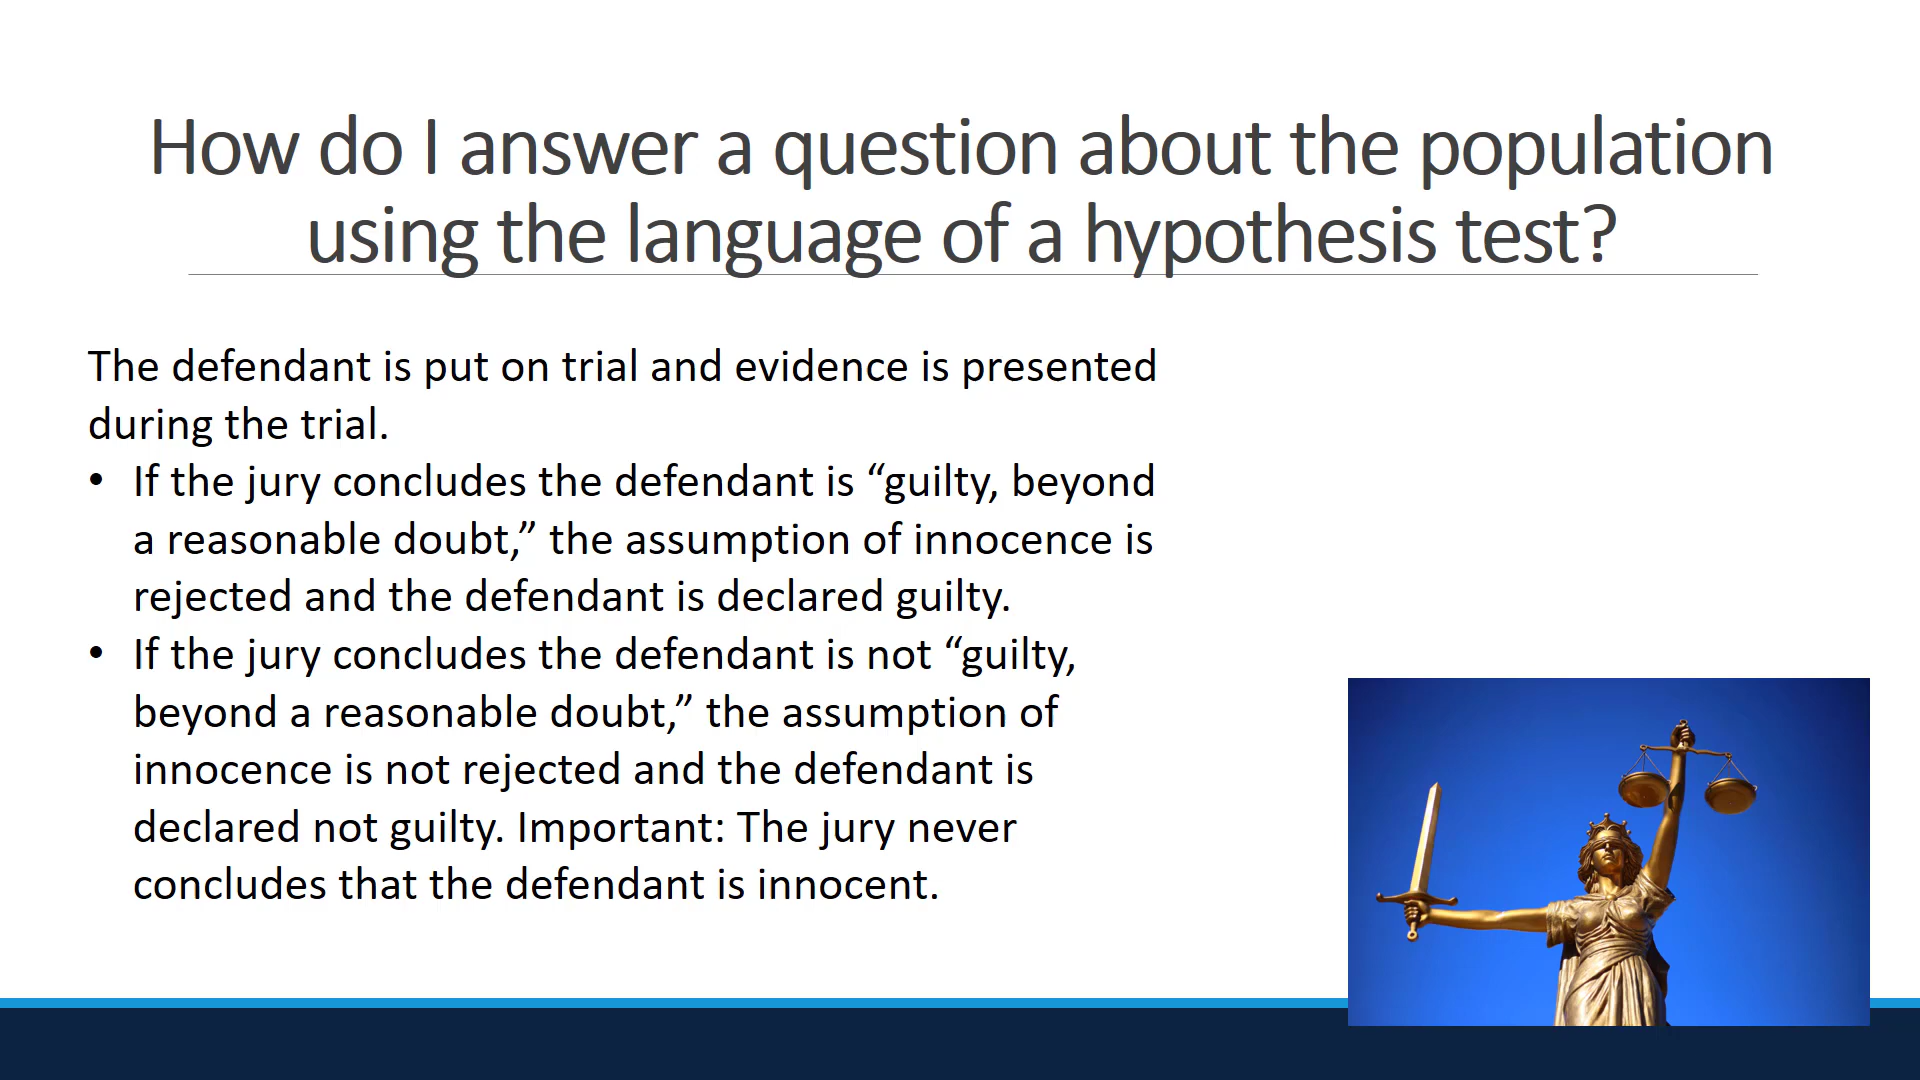 How do I answer a question about the population
using the language of a hypothesis test?
The defendant is put on trial and evidence is presented
during the trial.
• If the jury concludes the defendant is “guilty, beyond
a reasonable doubt,” the assumption of innocence is
rejected and the defendant is declared guilty.
• If the jury concludes the defendant is not “guilty,
beyond a reasonable doubt,” the assumption of
innocence is not rejected and the defendant is
declared not guilty. Important: The jury never
concludes that the defendant is innocent.